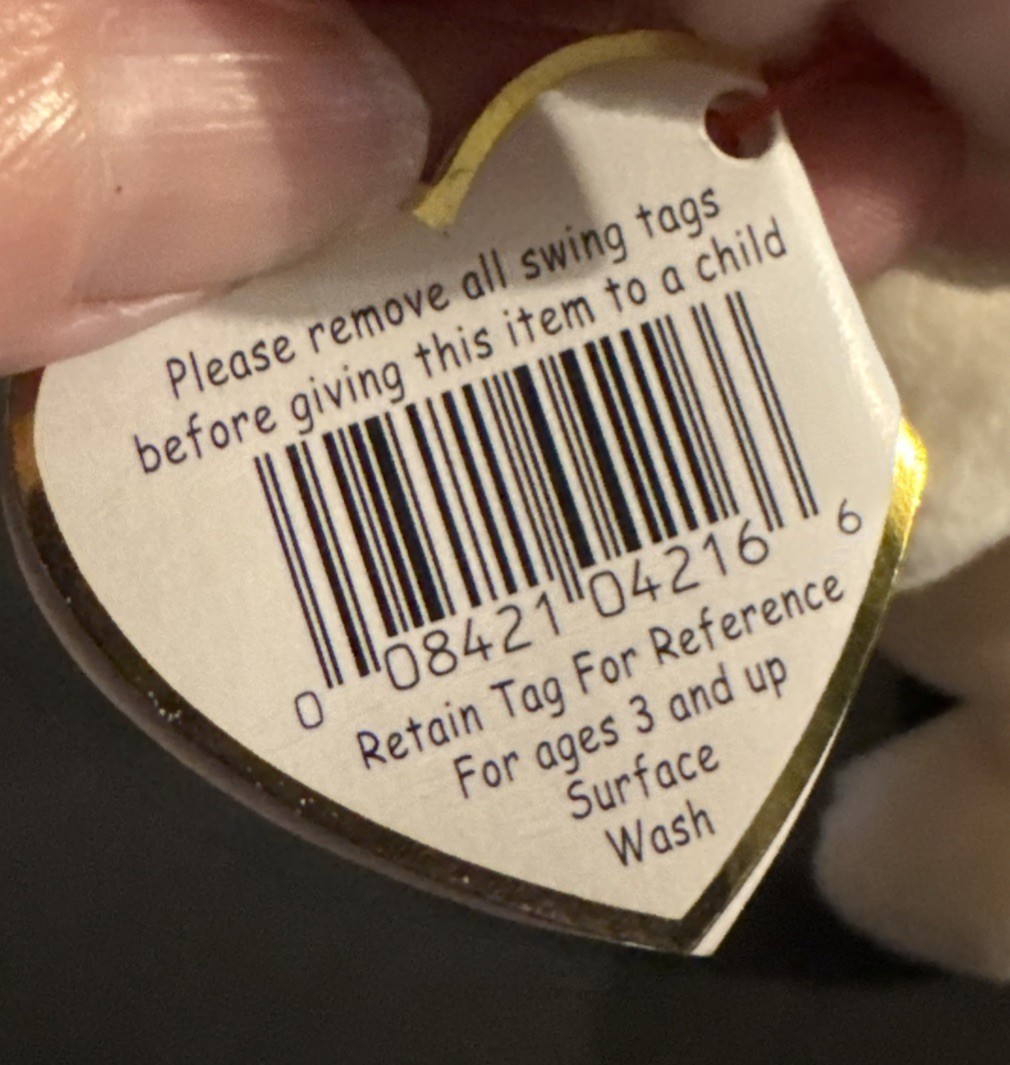 Please remove all swing tags
before giving this item to a child
0 08421 04216 6
Retain Tag For Reference
For ages 3 and up
Surface
Wash